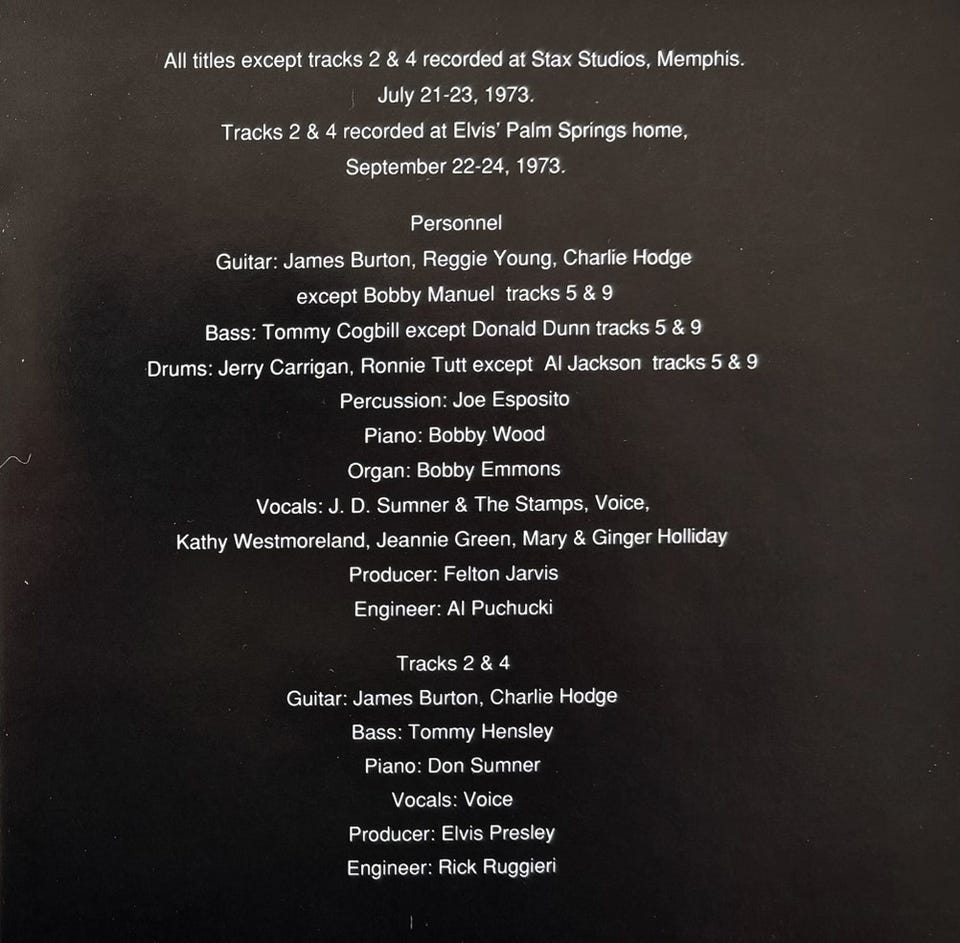 All titles except tracks 2 & 4 recorded at Stax Studios, Memphis.
July 21-23, 1973.
Tracks 2 & 4 recorded at Elvis' Palm Springs home,
September 22-24, 1973.
Personnel
Guitar: James Burton, Reggie Young, Charlie Hodge
except Bobby Manuel tracks 5 & 9
Bass: Tommy Cogbill except Donald Dunn tracks 5 & 9
Drums: Jerry Carrigan, Ronnie Tutt except Al Jackson tracks 5 & 9
Percussion: Joe Esposito
Piano: Bobby Wood
Organ: Bobby Emmons
Vocals: J. D. Sumner & The Stamps, Voice,
Kathy Westmoreland, Jeannie Green, Mary & Ginger Holliday
Producer: Felton Jarvis
Engineer: Al Puchucki
Tracks 2 & 4
Guitar: James Burton, Charlie Hodge
Bass: Tommy Hensley
Piano: Don Sumner
Vocals: Voice
Producer: Elvis Presley
Engineer: Rick Ruggieri